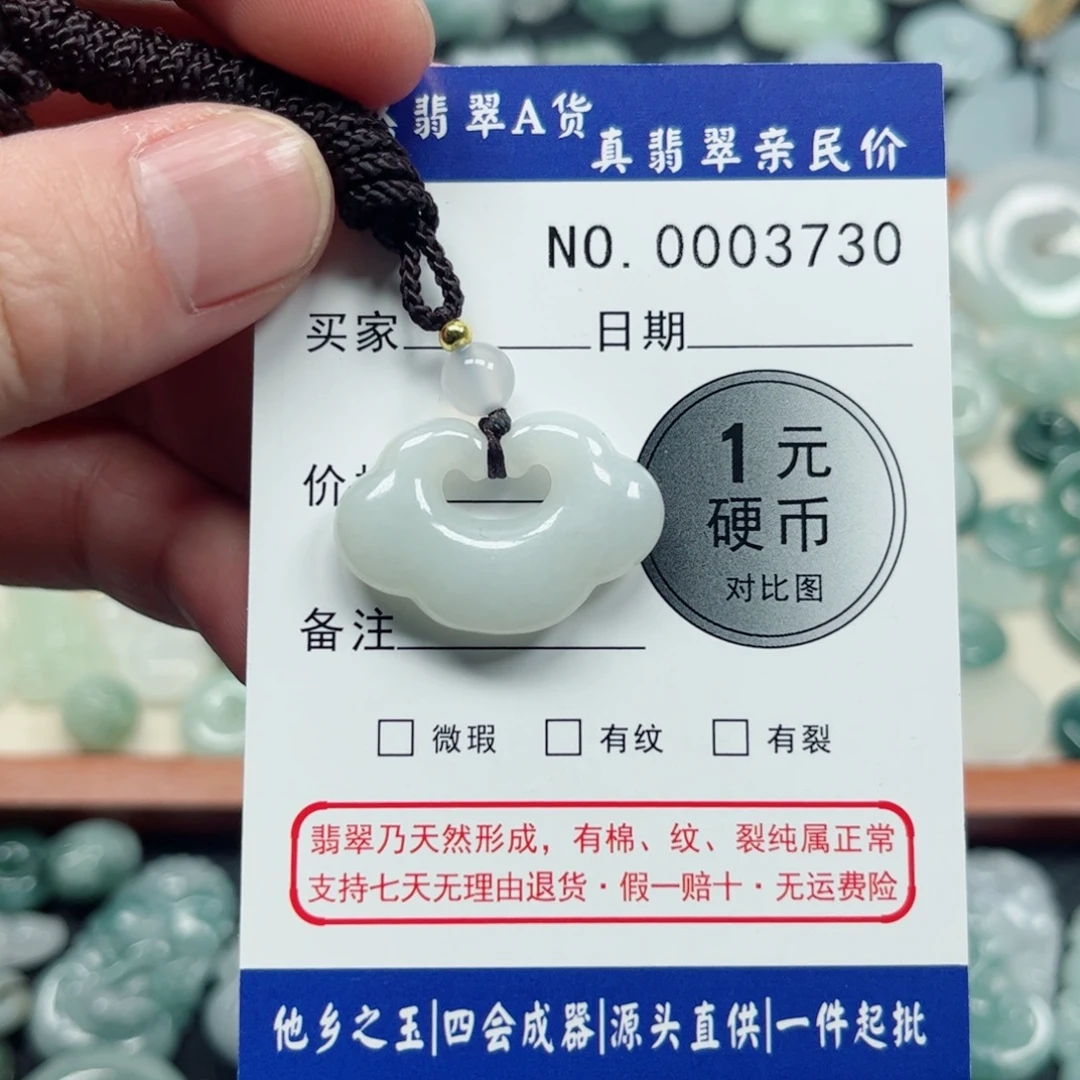 翡翠A货
真翡翠亲民价
NO. 0003730
买家 日期
价
1元
硬币
对比图
备注
微瑕 有纹 有裂
翡翠乃天然形成，有棉、纹、裂纯属正常
支持七天无理由退货·假一赔十·无运费险
他乡之玉|四会成器|源头直供|一件起批